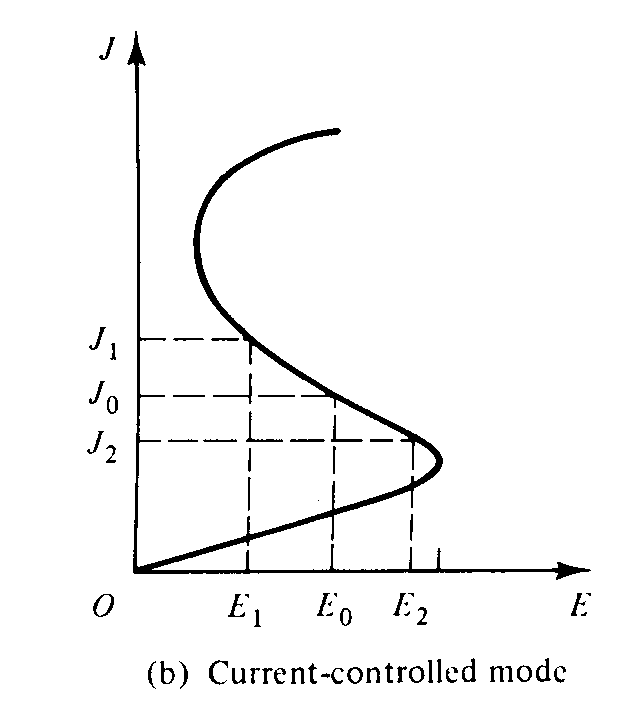 J
J1
J0
J2
O E1 E0 E2 E
(b) Current-controlled mode